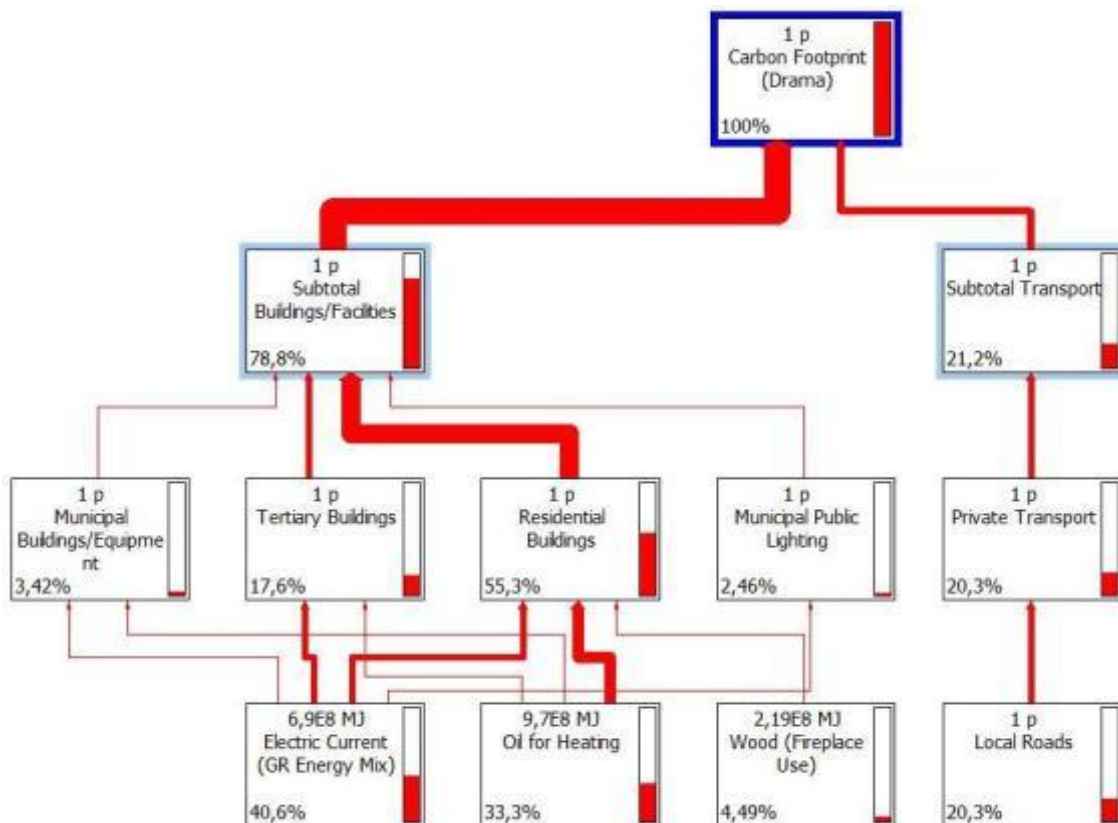 1 p
Carbon Footprint
(Drama)
100%
1 p
Subtotal
Buildings/Facilities
78,8%
1 p
Subtotal Transport
21,2%
1 p
Municipal
Buildings/Equipme
nt
3,42%
1 p
Tertiary Buildings
17,6%
1 p
Residential
Buildings
55,3%
1 p
Municipal Public
Lighting
2,46%
1 p
Private Transport
20,3%
6,9E8 MJ
Electric Current
(GR Energy Mix)
40,6%
9,7E8 MJ
Oil for Heating
33,3%
2,19E8 MJ
Wood (Fireplace
Use)
4,49%
1 p
Local Roads
20,3%